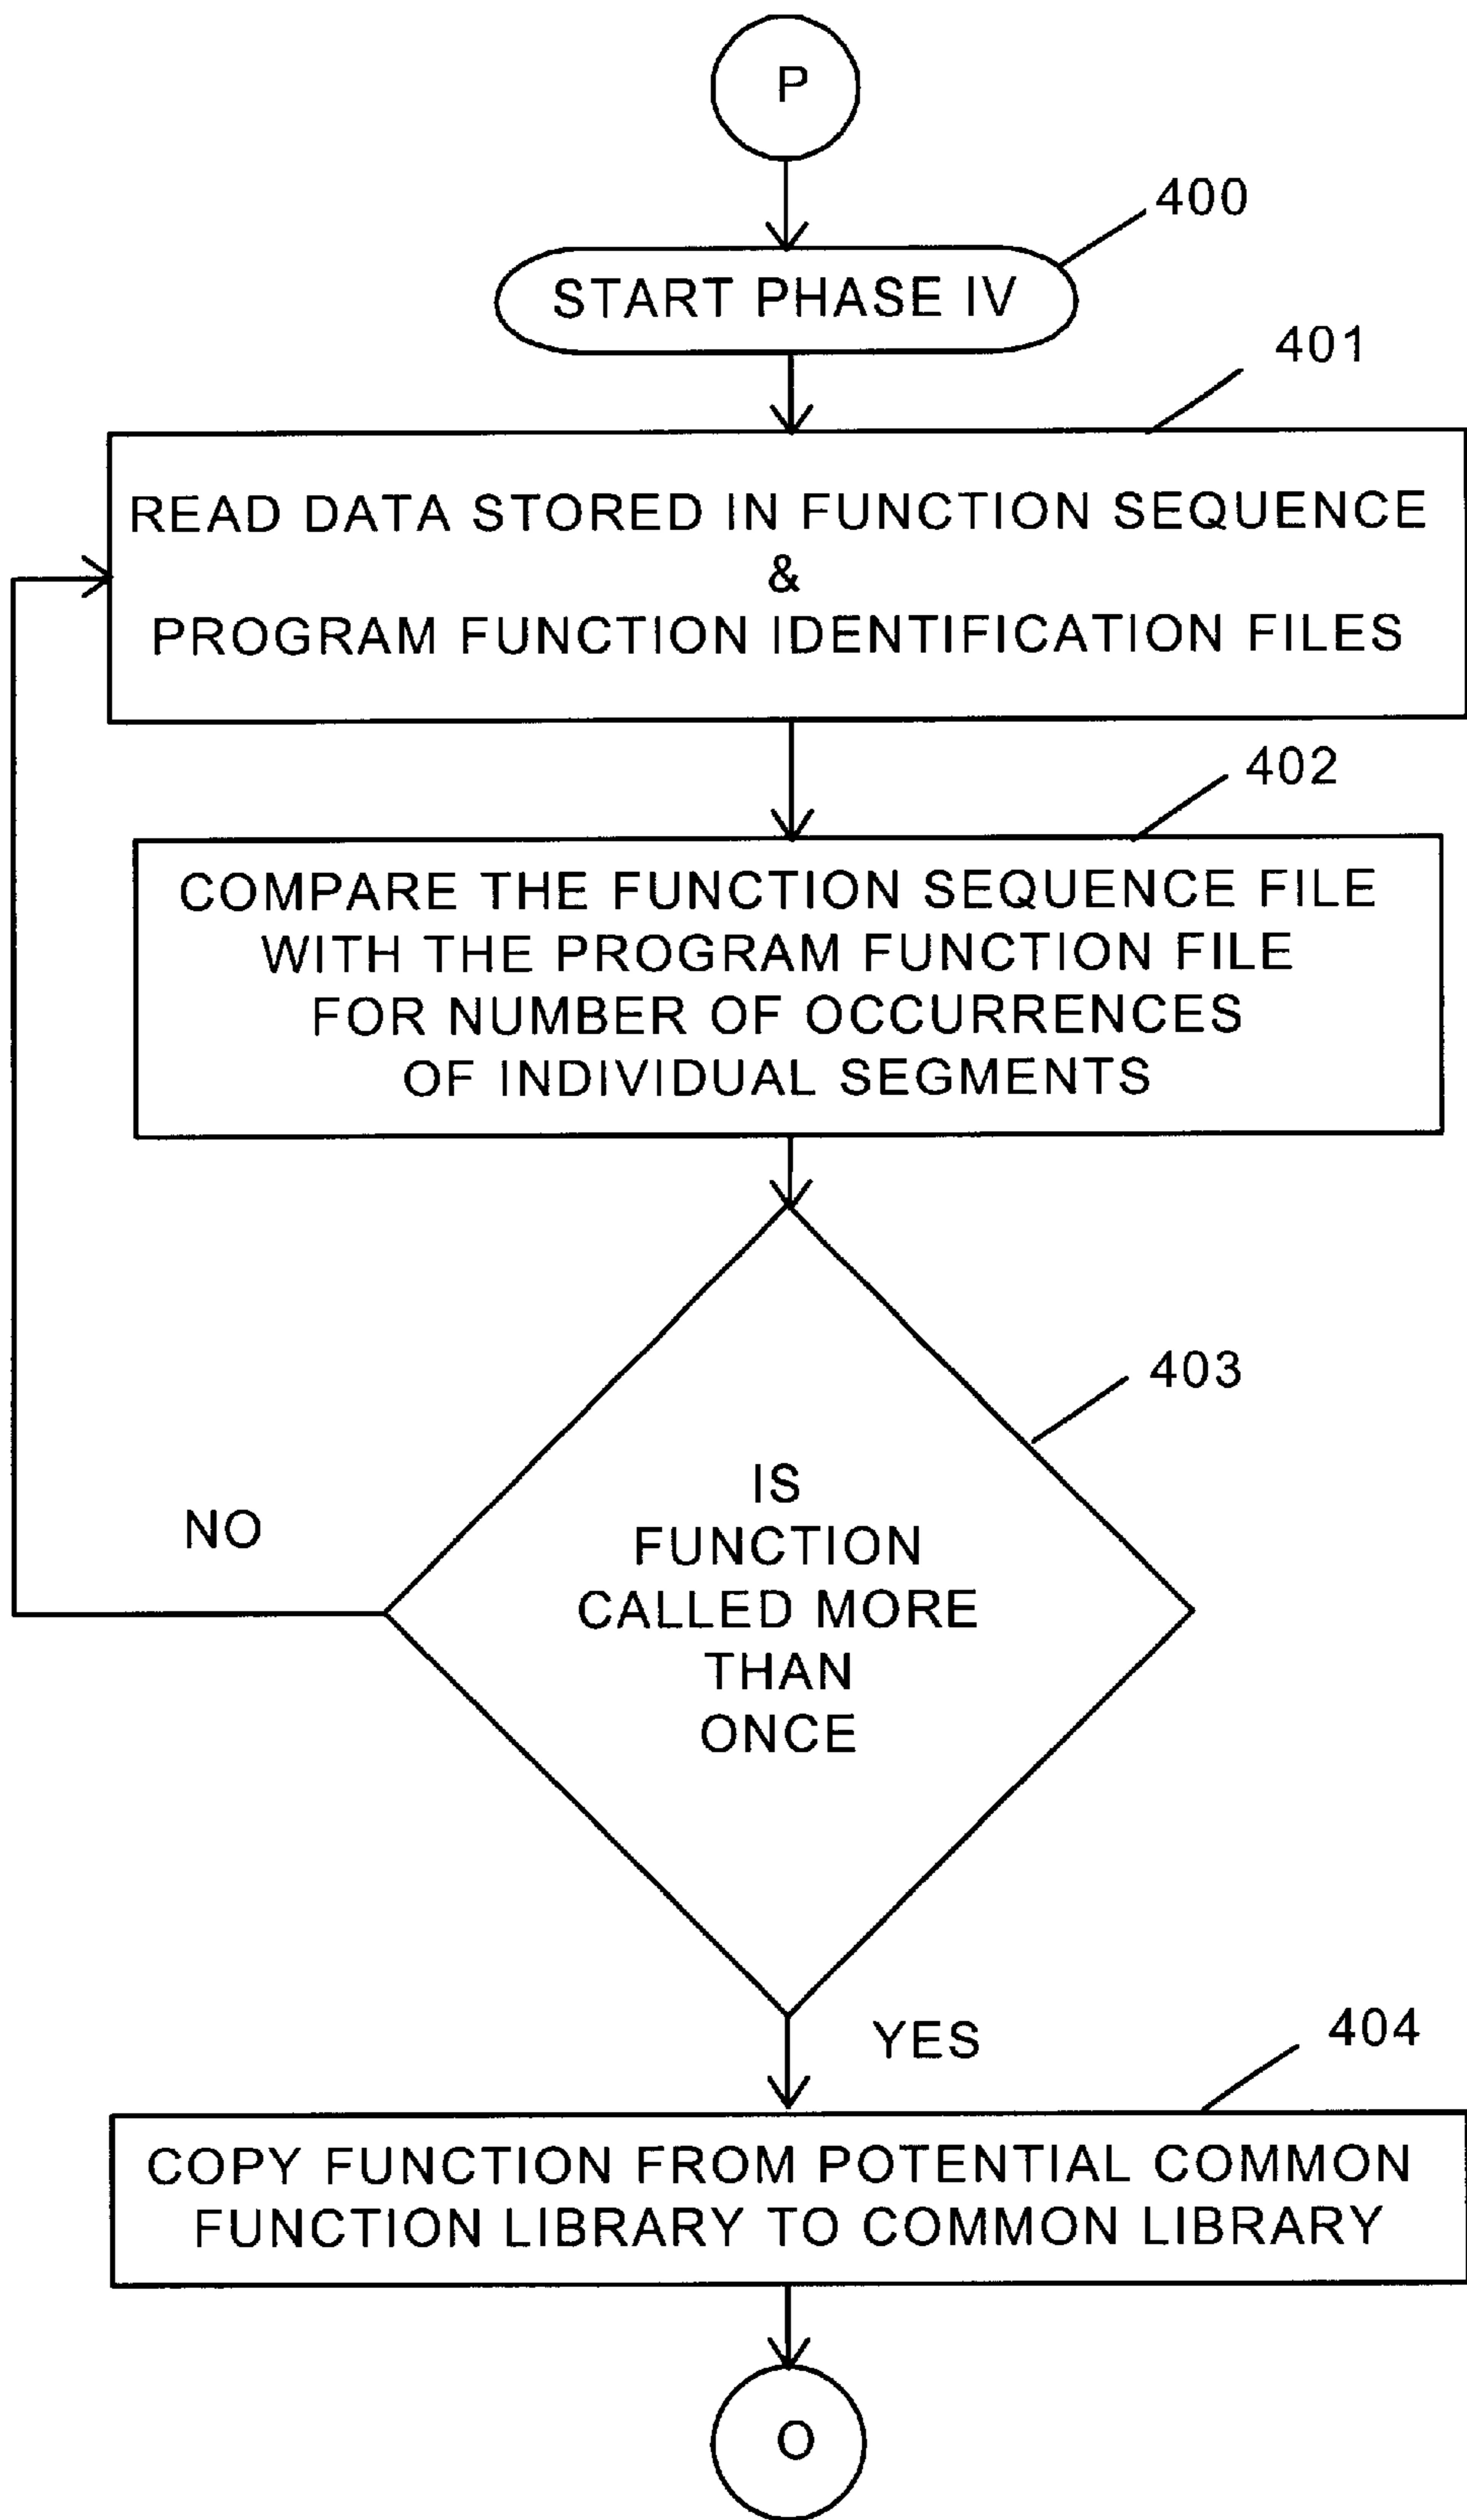 P
400
START PHASE IV
401
READ DATA STORED IN FUNCTION SEQUENCE
&
PROGRAM FUNCTION IDENTIFICATION FILES
402
COMPARE THE FUNCTION SEQUENCE FILE
WITH THE PROGRAM FUNCTION FILE
FOR NUMBER OF OCCURRENCES
OF INDIVIDUAL SEGMENTS
403
IS
FUNCTION
CALLED MORE
THAN
ONCE
NO
YES
404
COPY FUNCTION FROM POTENTIAL COMMON
FUNCTION LIBRARY TO COMMON LIBRARY
O